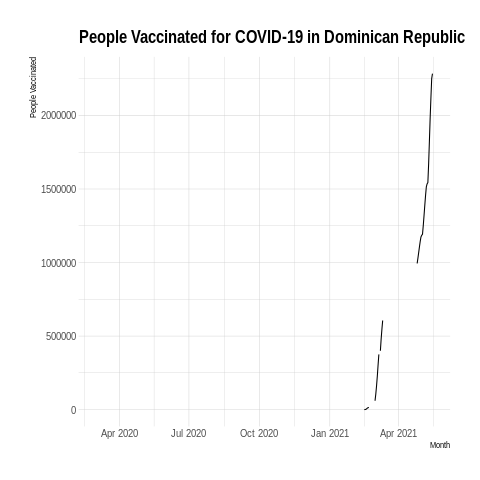 People Vaccinated for COVID-19 in Dominican Republic
People Vaccinated
2000000
1500000
1000000
500000
0
Apr 2020 Jul 2020 Oct 2020 Jan 2021 Apr 2021
Month